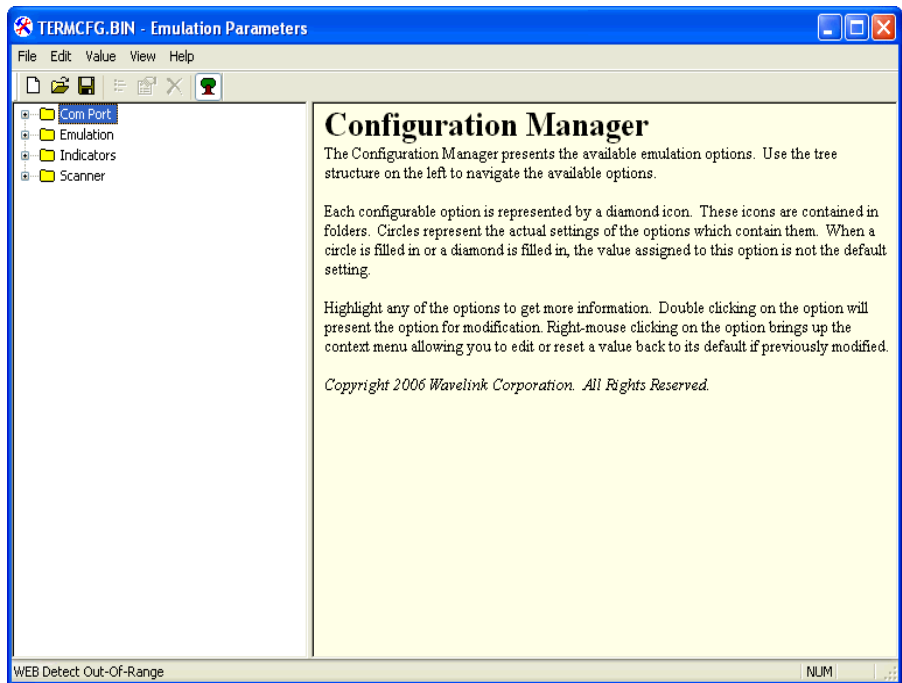 TERMCFG.BIN - Emulation Parameters
File Edit Value View Help
Com Port
Emulation
Indicators
Scanner
Configuration Manager
The Configuration Manager presents the available emulation options. Use the tree
structure on the left to navigate the available options.
Each configurable option is represented by a diamond icon. These icons are contained in
folders. Circles represent the actual settings of the options which contain them. When a
circle is filled in or a diamond is filled in, the value assigned to this option is not the default
setting.
Highlight any of the options to get more information. Double clicking on the option will
present the option for modification. Right-mouse clicking on the option brings up the
context menu allowing you to edit or reset a value back to its default if previously modified.
Copyright 2006 Wavelink Corporation. All Rights Reserved.
WEB Detect Out-Of-Range
NUM